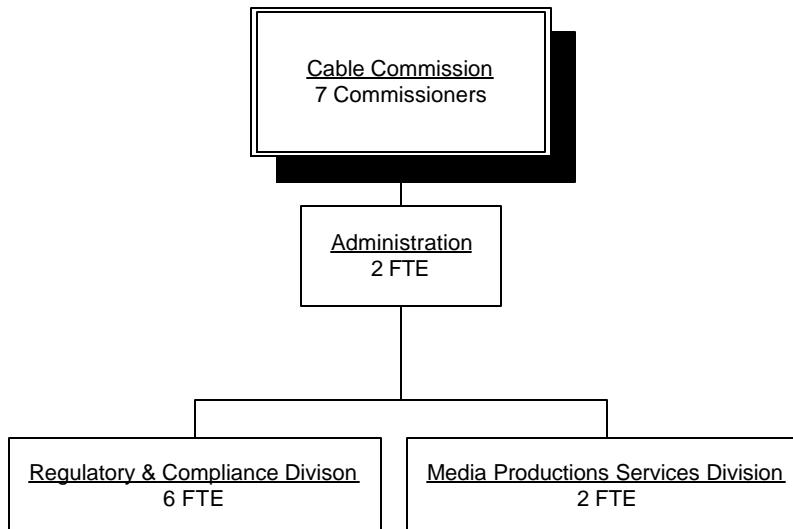 Cable Commission
7 Commissioners
Administration
2 FTE
Regulatory & Compliance Divison
6 FTE
Media Productions Services Division
2 FTE